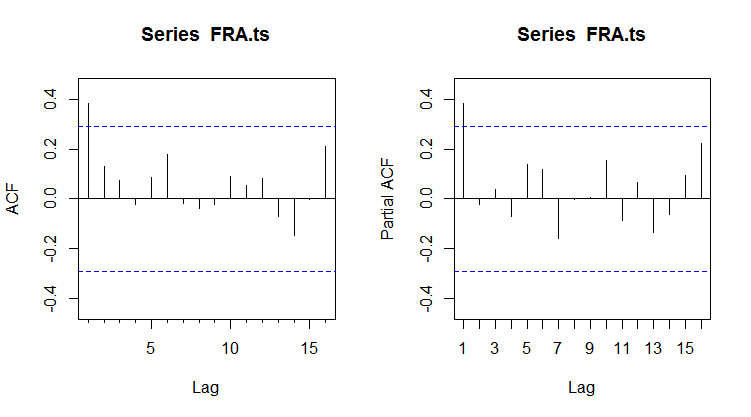 Series FRA.ts
ACF
0.4
0.2
0.0
-0.2
-0.4
5 10 15
Lag
Series FRA.ts
Partial ACF
0.4
0.2
0.0
-0.2
-0.4
1 3 5 7 9 11 13 15
Lag